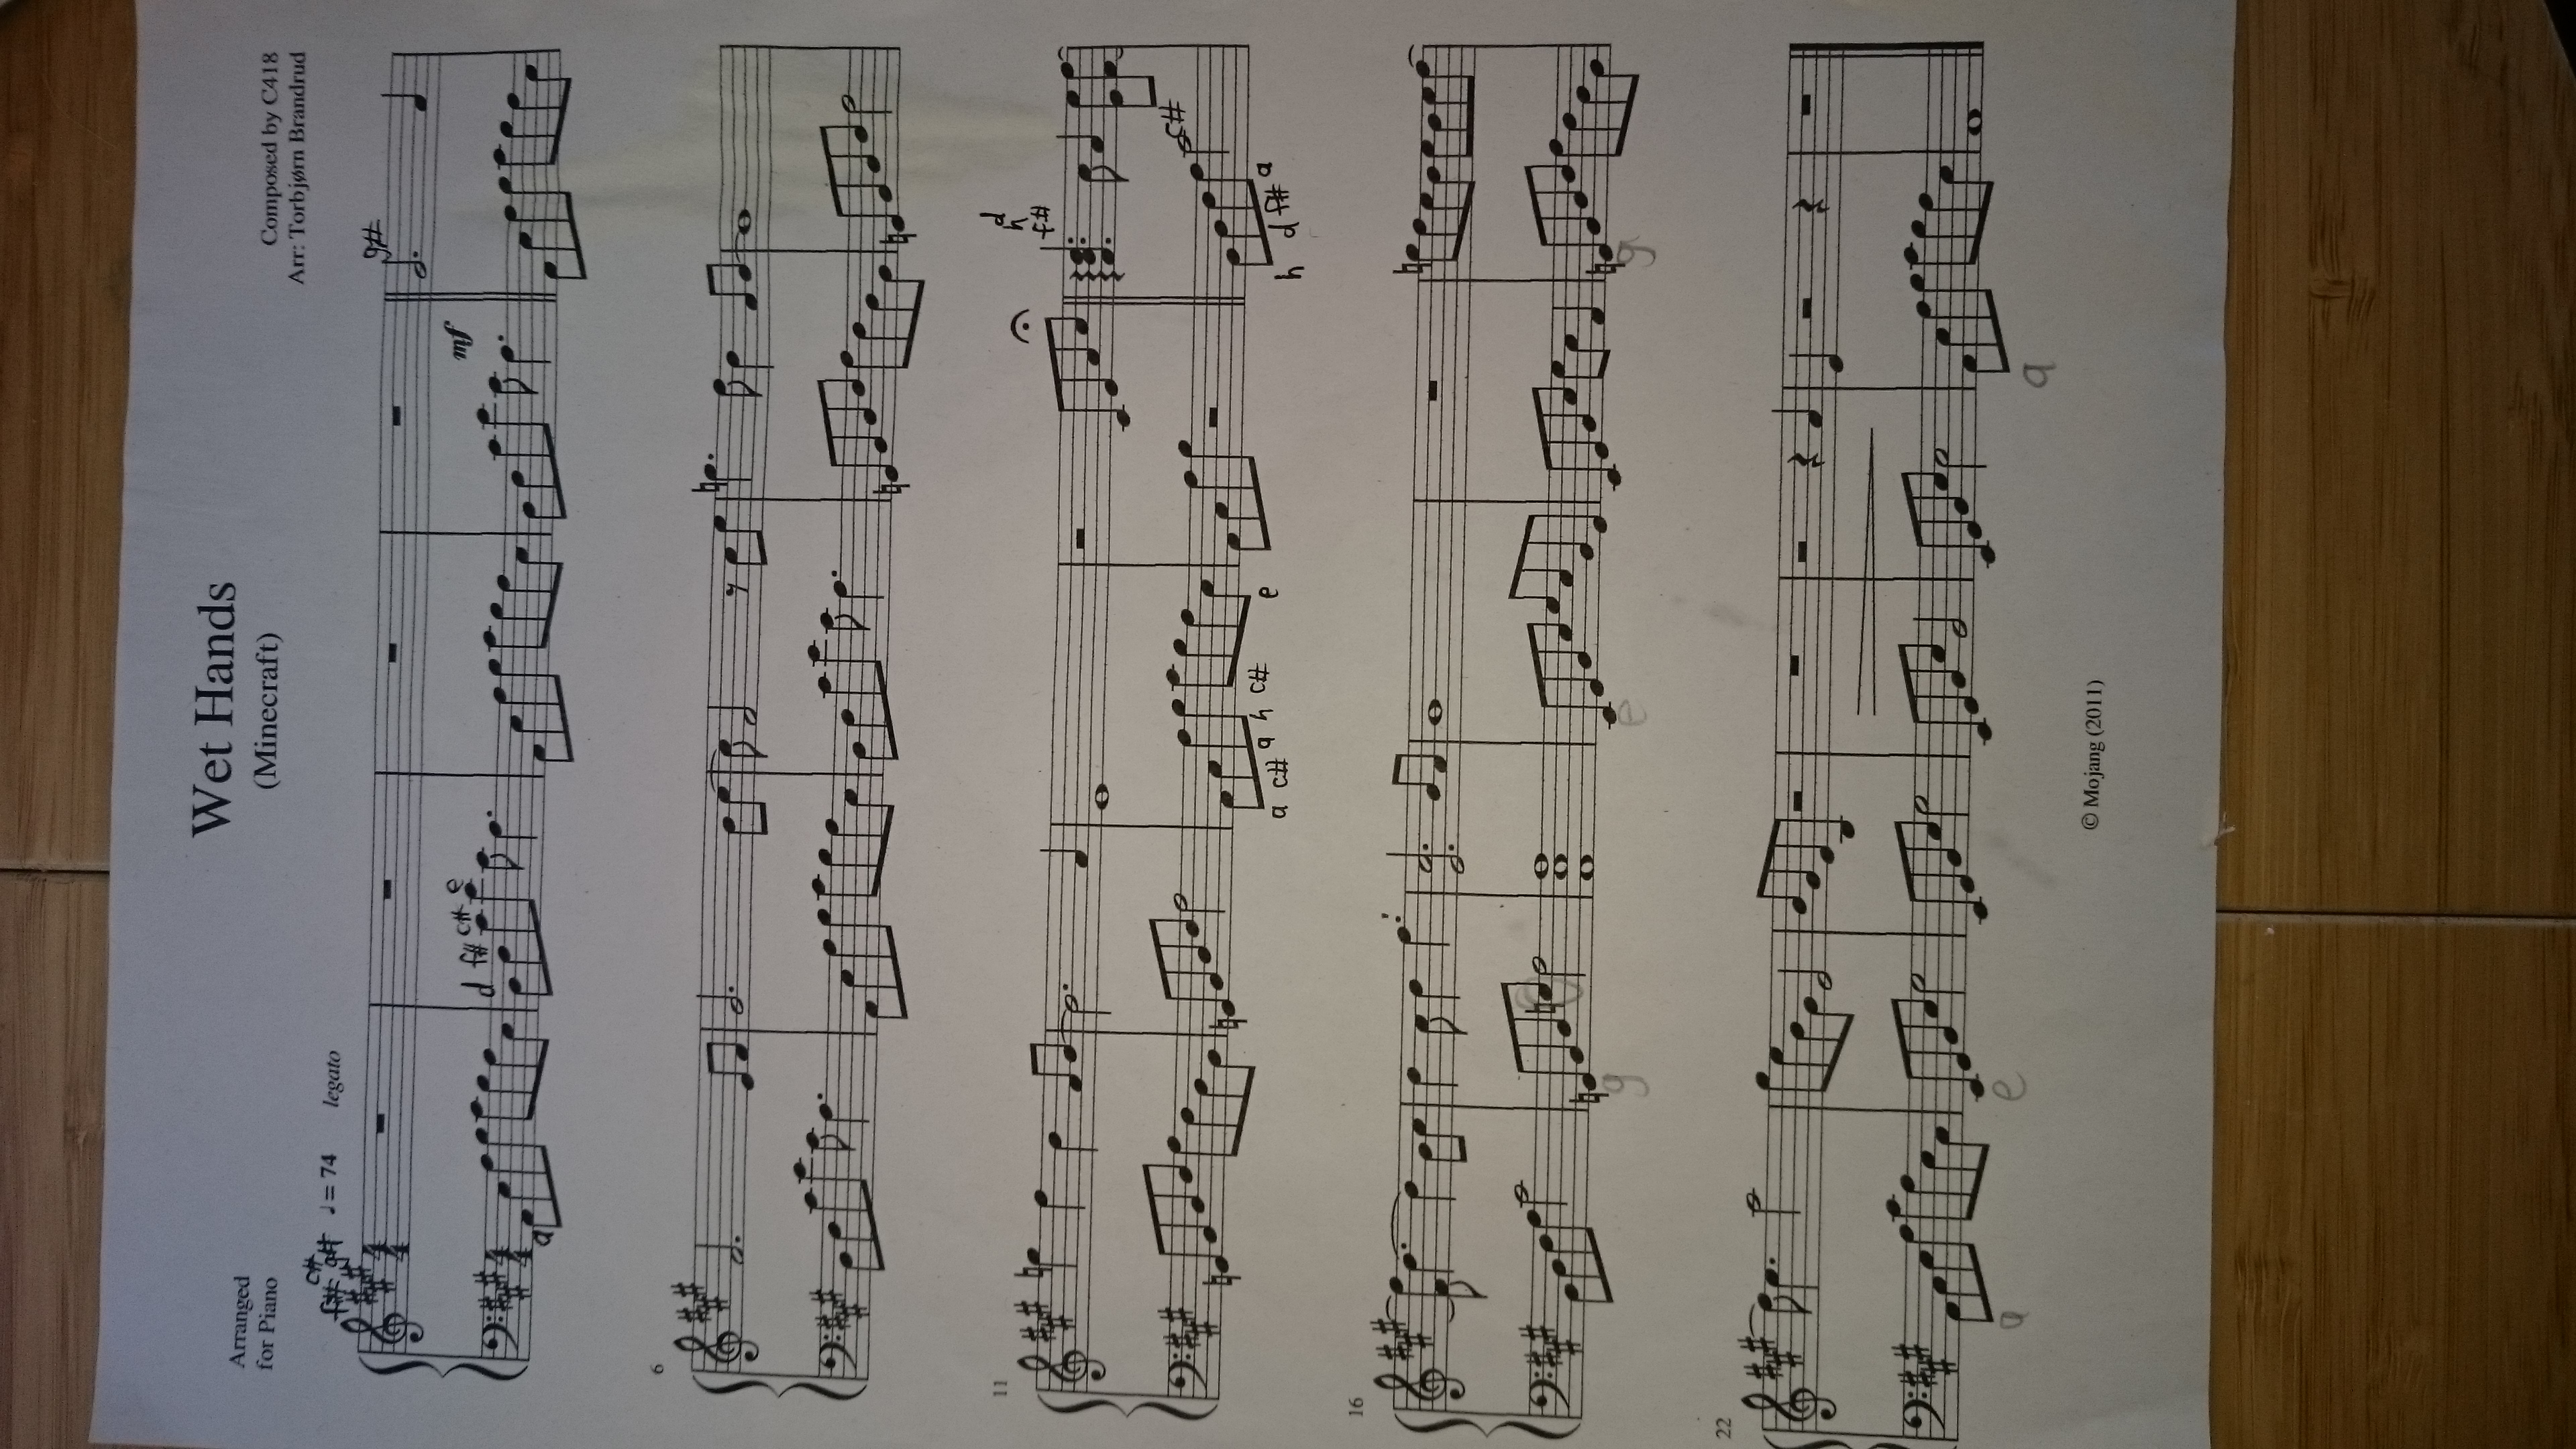 Wet Hands
(Minecraft)
Arranged
for Piano
Composed by C418
Arr: Torbjørn Brandrud
c#
f# g# ♩= 74 legato
g#
d f# c# e
mf
a
6
11
d
h
f#
c#
a c# a h c# e
h d f# a
16
g e g
22
a e a
© Mojang (2011)